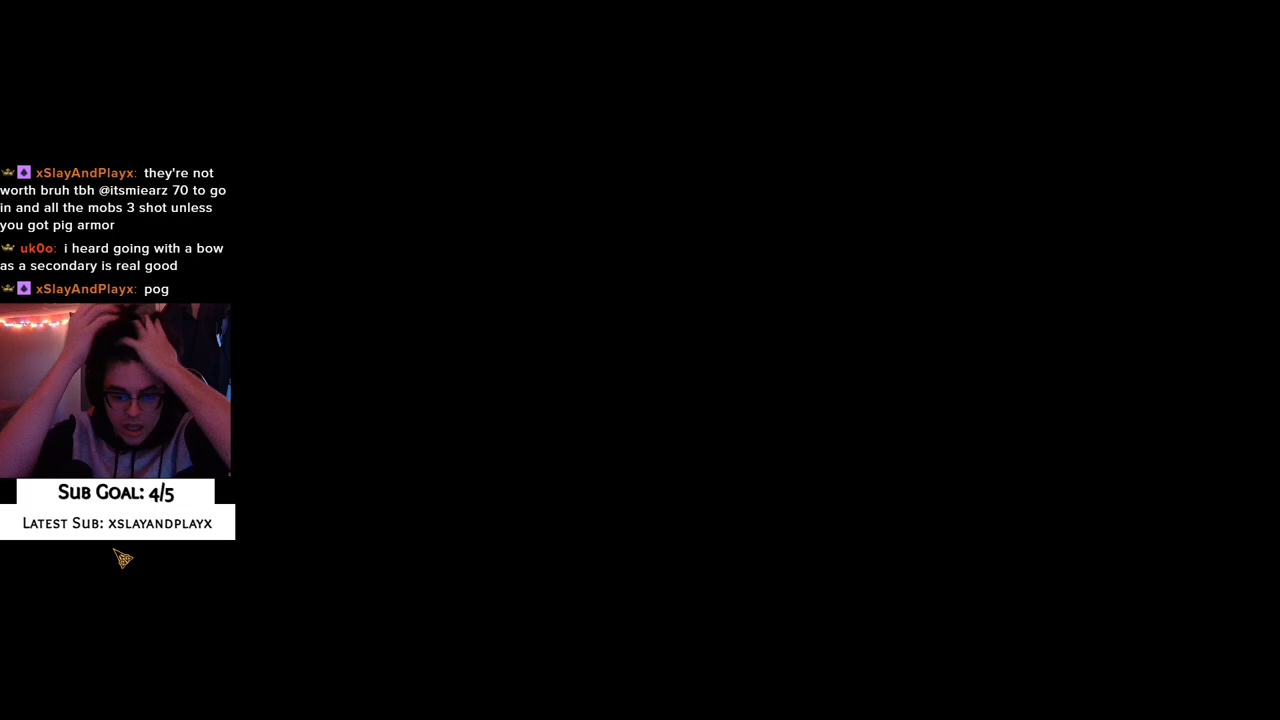 xSlayAndPlayx: they're not
worth bruh tbh @itsmiearz 70 to go
in and all the mobs 3 shot unless
you got pig armor
uk0o: i heard going with a bow
as a secondary is real good
xSlayAndPlayx: pog
Sub Goal: 4/5
Latest Sub: xslayandplayx